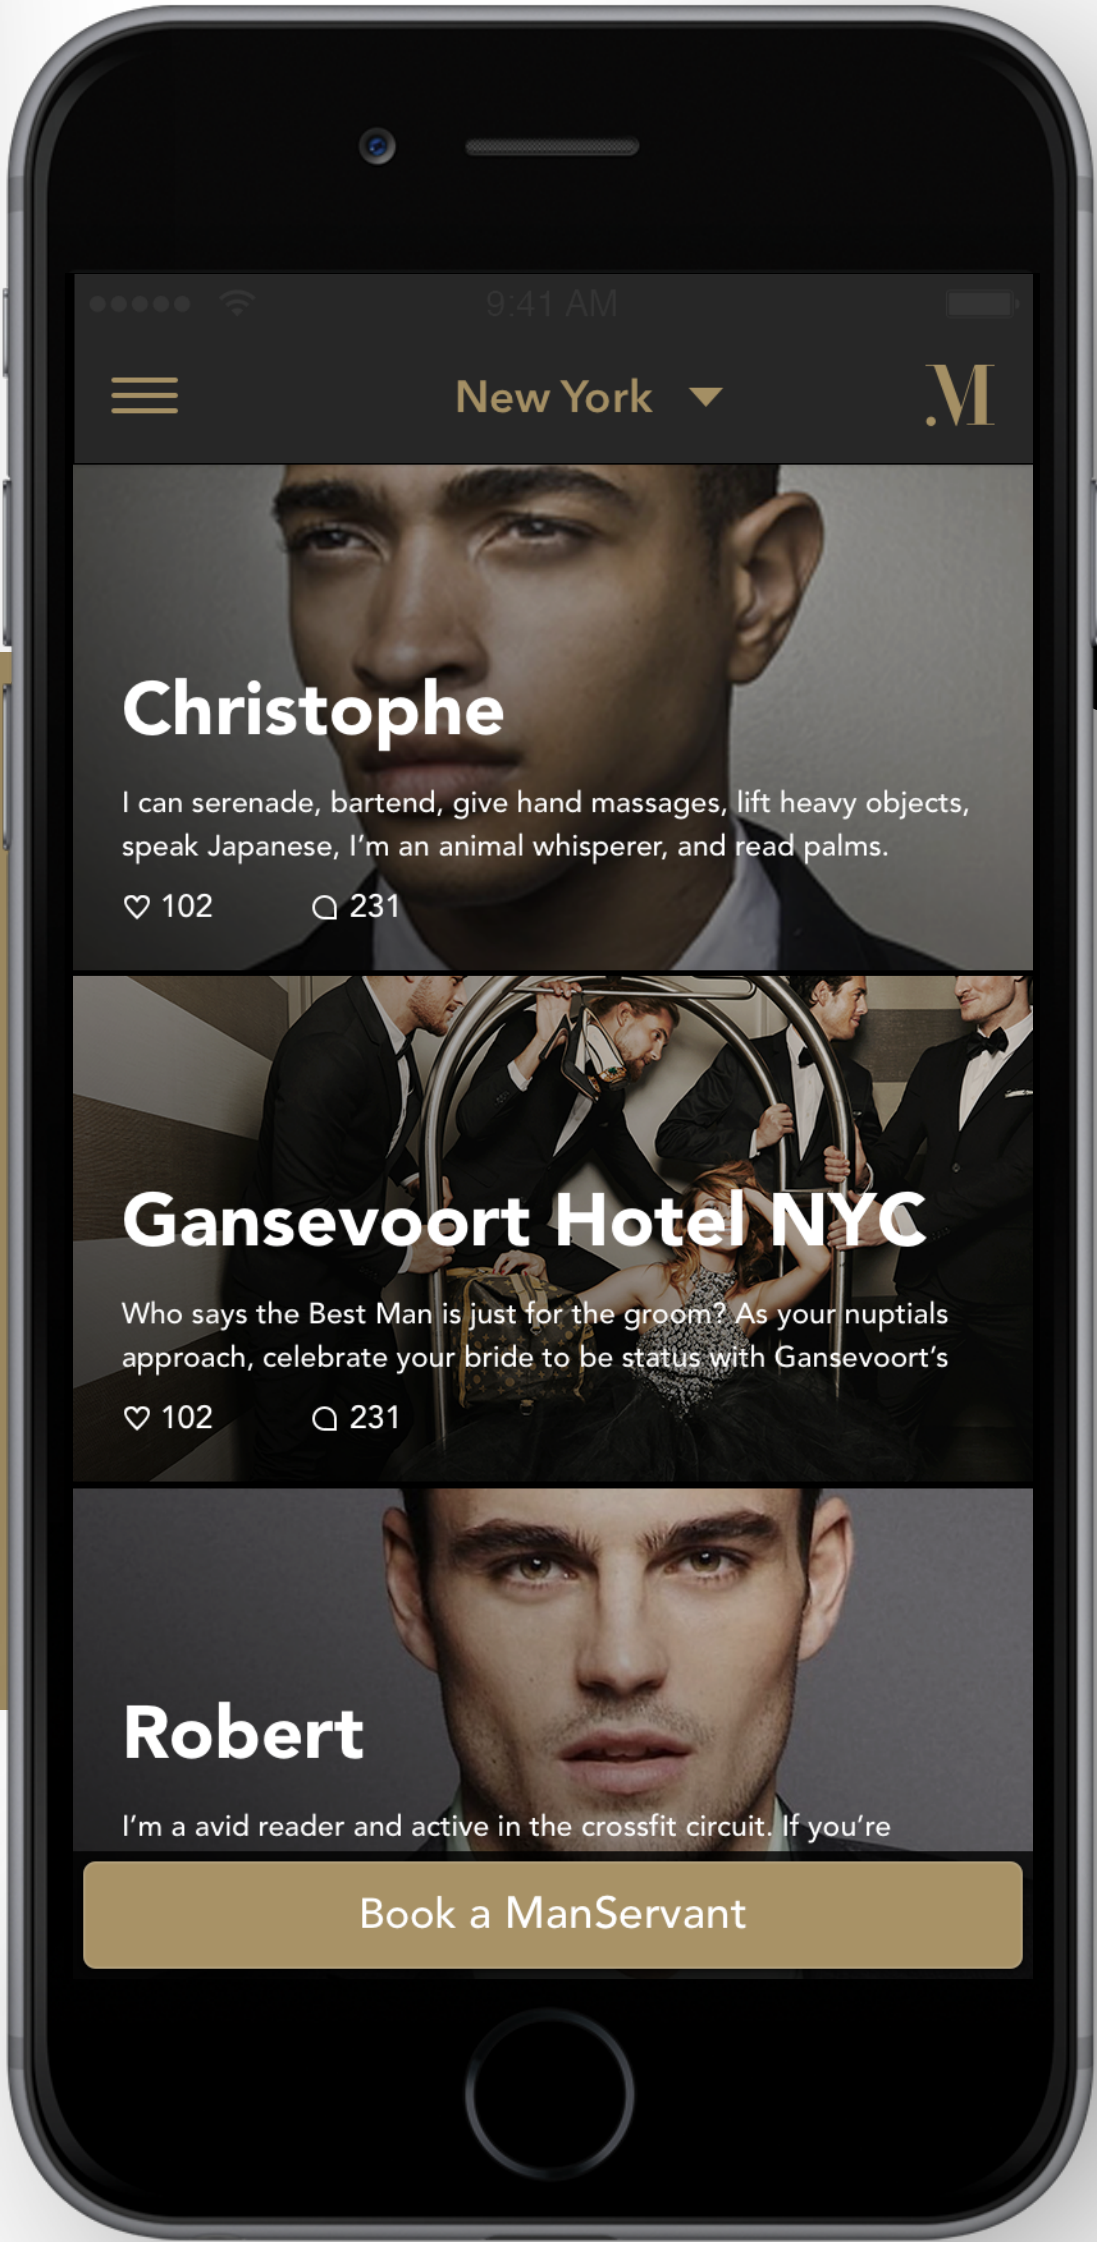 9:41 AM
New York
.M
Christophe
I can serenade, bartend, give hand massages, lift heavy objects,
speak Japanese, I'm an animal whisperer, and read palms.
102 231
Gansevoort Hotel NYC
Who says the Best Man is just for the groom? As your nuptials
approach, celebrate your bride to be status with Gansevoort's
102 231
Robert
I'm a avid reader and active in the crossfit circuit. If you're
Book a ManServant